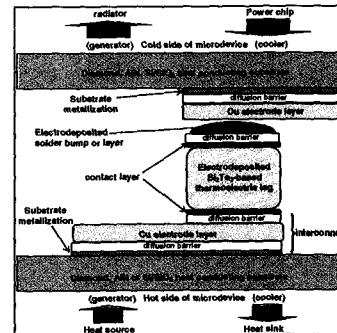 radiator Power chip
(generator) Cold side of microdevice (cooler)
Substrate
metallization
diffusion barrier
Cu electrode layer
Electrodeposited
solder bump or layer
diffusion barrier
Electrodeposited
Bi₂Te₃-based
thermoelectric leg
contact layer
diffusion barrier
Substrate
metallization
Cu electrode layer
interconne
diffusion barrier
(generator) Hot side of microdevice (cooler)
Heat source Heat sink